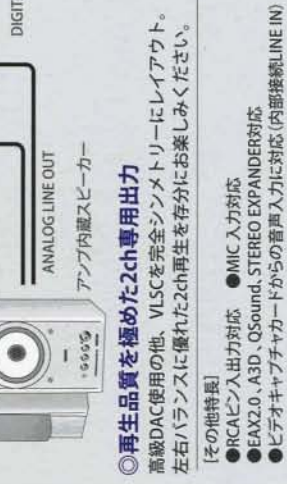 DIGIT
ANALOG LINE OUT
アンプ内蔵スピーカー
◎再生品質を極めた2ch専用出力
高級DAC使用の他、VLSCを完全シンメトリーにレイアウト。
左右バランスに優れた2ch再生を存分にお楽しみください。
[その他特長]
●RCAピン入出力対応 ●MIC 入力対応
●EAX2.0 , A3D , QSound, STEREO EXPANDER対応
●ビデオキャプチャカードからの音声入力に対応(内部接続LINE IN)